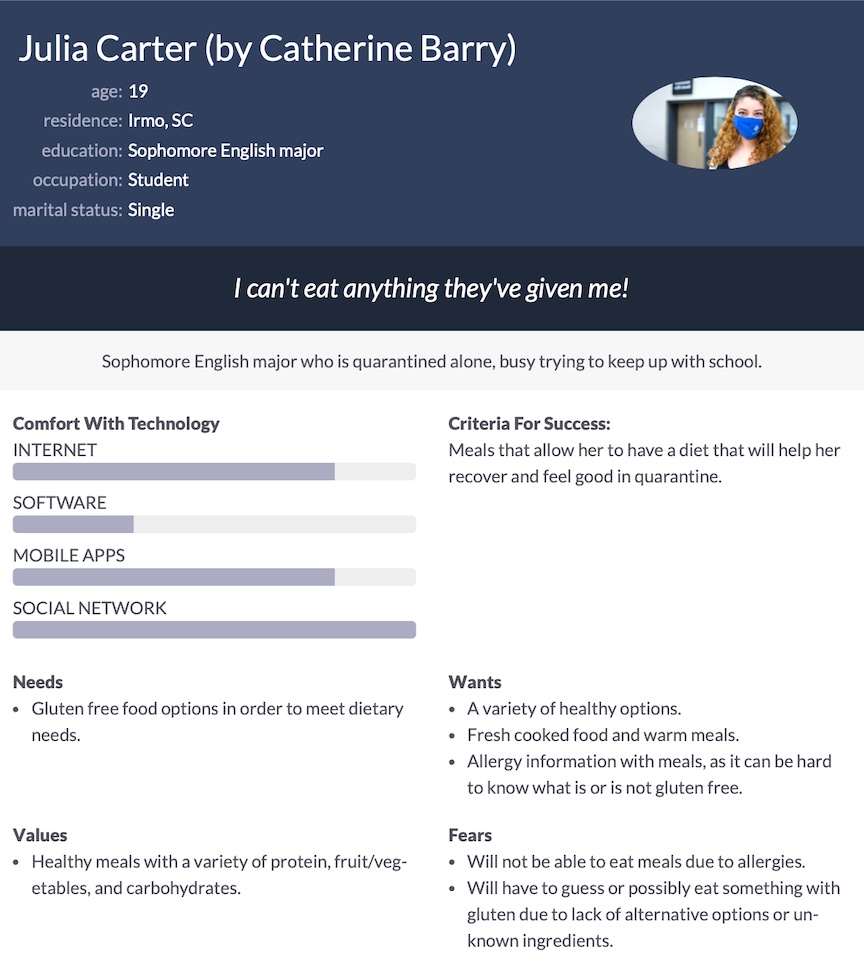 Julia Carter (by Catherine Barry)
age: 19
residence: Irmo, SC
education: Sophomore English major
occupation: Student
marital status: Single
I can't eat anything they've given me!
Sophomore English major who is quarantined alone, busy trying to keep up with school.
Comfort With Technology
INTERNET
SOFTWARE
MOBILE APPS
SOCIAL NETWORK
Criteria For Success:
Meals that allow her to have a diet that will help her
recover and feel good in quarantine.
Needs
• Gluten free food options in order to meet dietary
needs.
Wants
• A variety of healthy options.
• Fresh cooked food and warm meals.
• Allergy information with meals, as it can be hard
to know what is or is not gluten free.
Values
• Healthy meals with a variety of protein, fruit/veg-
etables, and carbohydrates.
Fears
• Will not be able to eat meals due to allergies.
• Will have to guess or possibly eat something with
gluten due to lack of alternative options or un-
known ingredients.